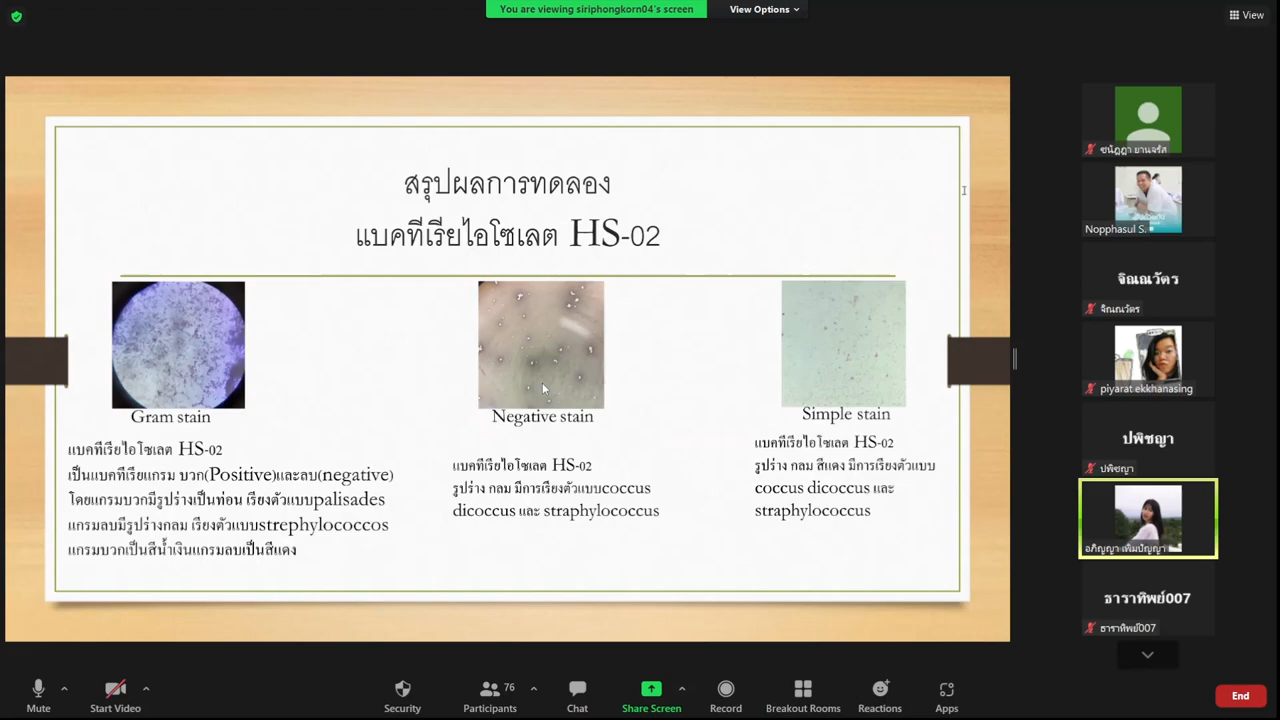 You are viewing siriphongkorn04's screen
View Options
View
สรุปผลการทดลอง
แบคทีเรียไอโซเลต HS-02
Gram stain
แบคทีเรียไอโซเลต HS-02
เป็นแบคทีเรียแกรม บวก(Positive)และลบ(negative)
โดยแกรมบวกมีรูปร่างเป็นท่อน เรียงตัวแบบpalisades
แกรมลบมีรูปร่างกลม เรียงตัวแบบstrephylococcos
แกรมบวกเป็นสีน้ำเงินแกรมลบเป็นสีแดง
Negative stain
แบคทีเรียไอโซเลต HS-02
รูปร่าง กลม มีการเรียงตัวแบบcoccus
dicoccus และ straphylococcus
Simple stain
แบคทีเรียไอโซเลต HS-02
รูปร่าง กลม สีแดง มีการเรียงตัวแบบ
coccus dicoccus และ
straphylococcus
ชนัฎฎา ยานจรัส
Nopphasul S.
จิณณวัตร
จิณณวัตร
piyarat ekkhanasing
ปพิชญา
ปพิชญา
อภิญญา เพิ่มปัญญา
ธาราทิพย์007
ธาราทิพย์007
Mute
Start Video
Security
76
Participants
Chat
Share Screen
Record
Breakout Rooms
Reactions
Apps
End